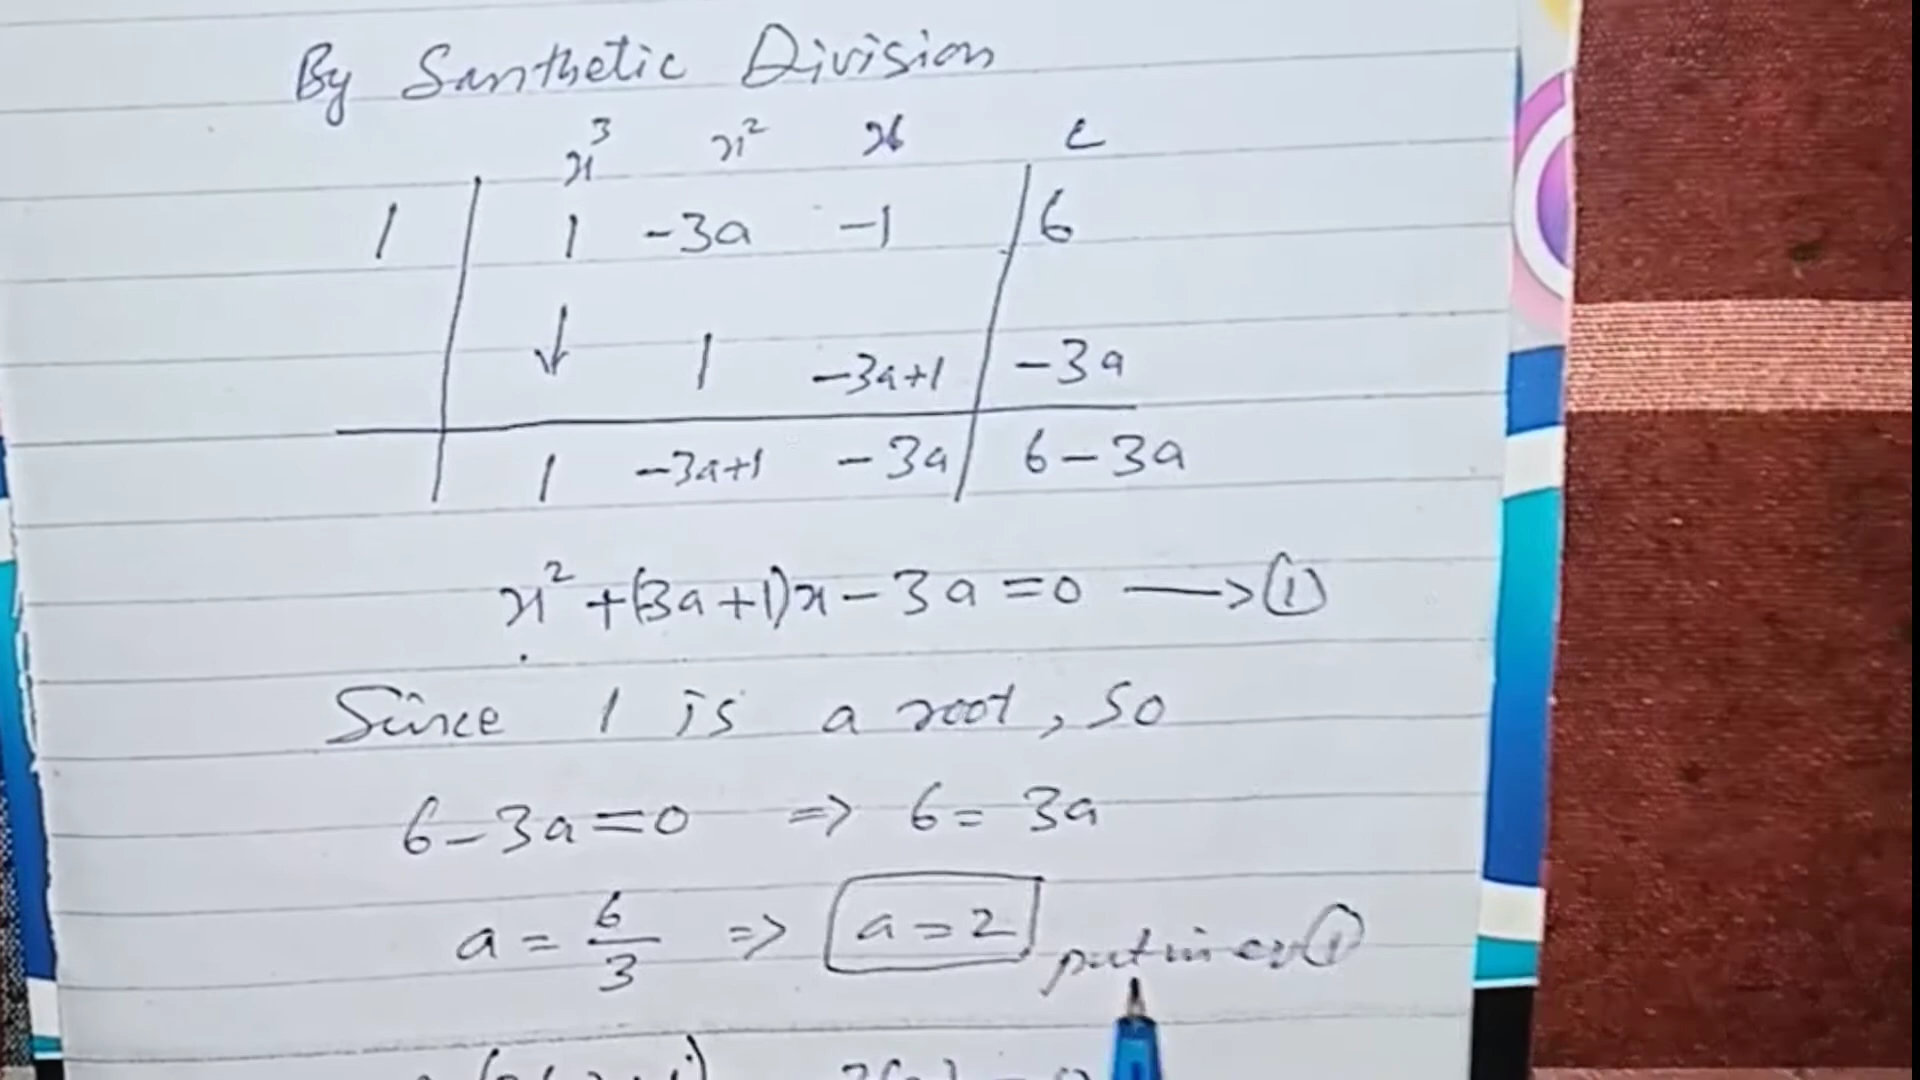 By Santhetic Division
x³ x² x c
1 | 1 -3a -1 | 6
↓ 1 -3a+1 | -3a
1 -3a+1 -3a | 6-3a
x² +(-3a+1)x - 3a = 0 → ①
Since 1 is a root, so
6-3a=0 => 6 = 3a
a = 6/3 => a=2 put in eq ①